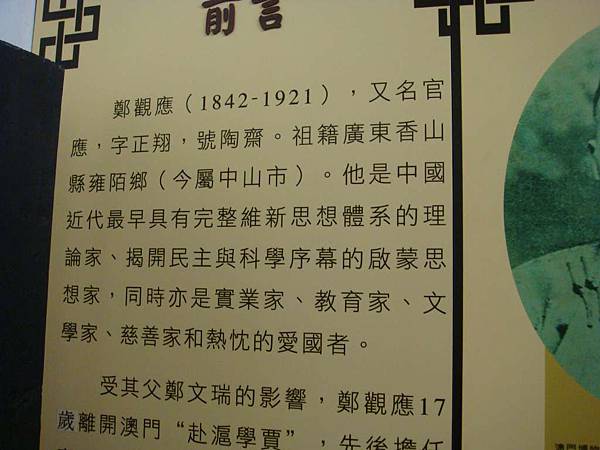 前言
鄭觀應（1842-1921），又名官
應，字正翔，號陶齋。祖籍廣東香山
縣雍陌鄉（今屬中山市）。他是中國
近代最早具有完整維新思想體系的理
論家、揭開民主與科學序幕的啟蒙思
想家，同時亦是實業家、教育家、文
學家、慈善家和熱忱的愛國者。
受其父鄭文瑞的影響，鄭觀應17
歲離開澳門“赴滬學賈”，先後擔任